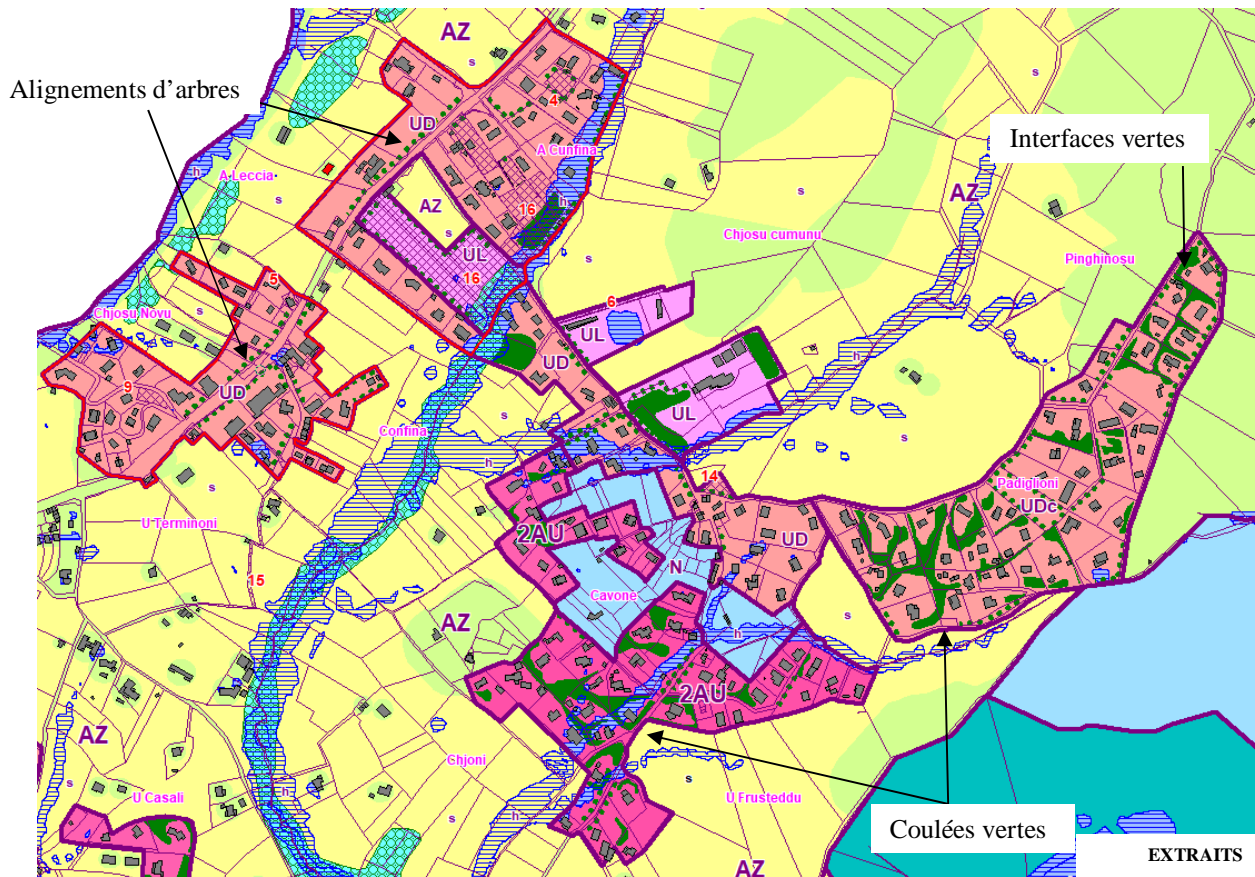 AZ
s
Alignements d'arbres
UD
4
Interfaces vertes
h
A Leccia
A Cunfina
s
AZ
s
16
h
AZ
s
Chjosu cumunu
s
UL
16
s
Pinghinosu
5
6
Chjosu Novu
s
UL
UD
h
9
UD
UL
Confina
h
s
s
14
Padiglioni
UDc
U Terminoni
2AU
UD
s
15
N
Cavone
s
AZ
h
2AU
AZ
Ghjoni
s
s
U Casali
h
h
U Frusteddu
Coulées vertes
AZ
EXTRAITS